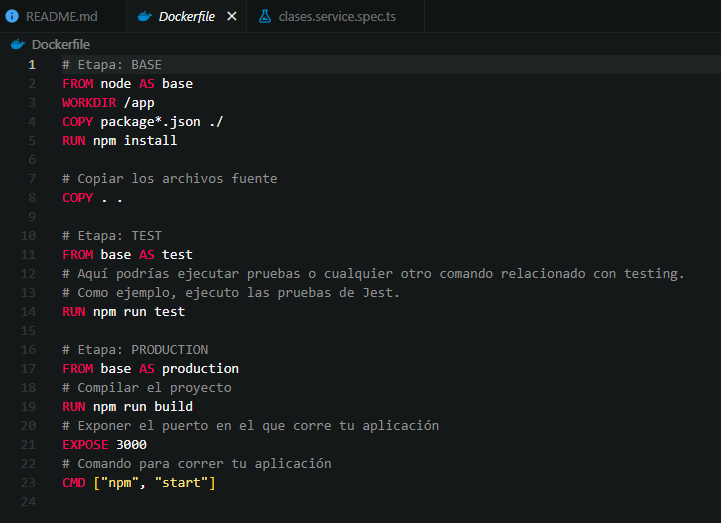 README.md
Dockerfile
clases.service.spec.ts
Dockerfile
1 # Etapa: BASE
2 FROM node AS base
3 WORKDIR /app
4 COPY package*.json ./
5 RUN npm install
6
7 # Copiar los archivos fuente
8 COPY . .
9
10 # Etapa: TEST
11 FROM base AS test
12 # Aquí podrías ejecutar pruebas o cualquier otro comando relacionado con testing.
13 # Como ejemplo, ejecuto las pruebas de Jest.
14 RUN npm run test
15
16 # Etapa: PRODUCTION
17 FROM base AS production
18 # Compilar el proyecto
19 RUN npm run build
20 # Exponer el puerto en el que corre tu aplicación
21 EXPOSE 3000
22 # Comando para correr tu aplicación
23 CMD ["npm", "start"]
24